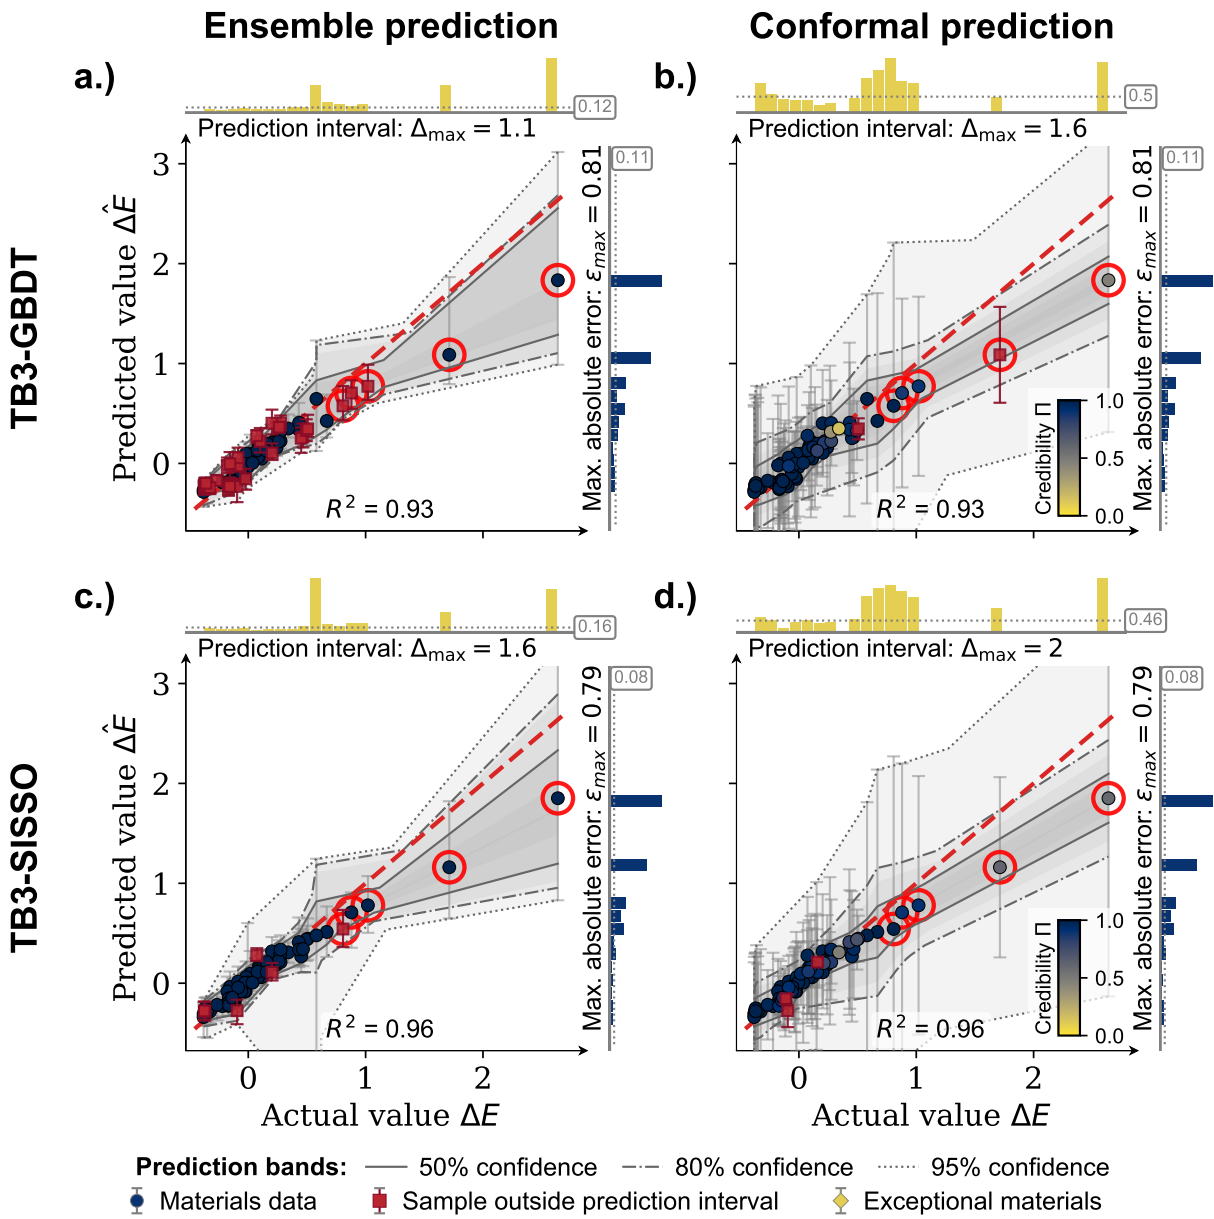 Ensemble prediction
Conformal prediction
TB3-GBDT
a.)
0.12
Prediction interval: Δmax = 1.1
Max. absolute error: εmax = 0.81
0.11
Predicted value ΔÊ
3
2
1
0
R² = 0.93
b.)
0.5
Prediction interval: Δmax = 1.6
Max. absolute error: εmax = 0.81
0.11
Credibility Π
1.0
0.5
0.0
R² = 0.93
TB3-SISSO
c.)
0.16
Prediction interval: Δmax = 1.6
Max. absolute error: εmax = 0.79
0.08
Predicted value ΔÊ
3
2
1
0
R² = 0.96
0 1 2
Actual value ΔE
d.)
0.46
Prediction interval: Δmax = 2
Max. absolute error: εmax = 0.79
0.08
Credibility Π
1.0
0.5
0.0
R² = 0.96
0 1 2
Actual value ΔE
Prediction bands: 50% confidence 80% confidence 95% confidence
Materials data Sample outside prediction interval Exceptional materials